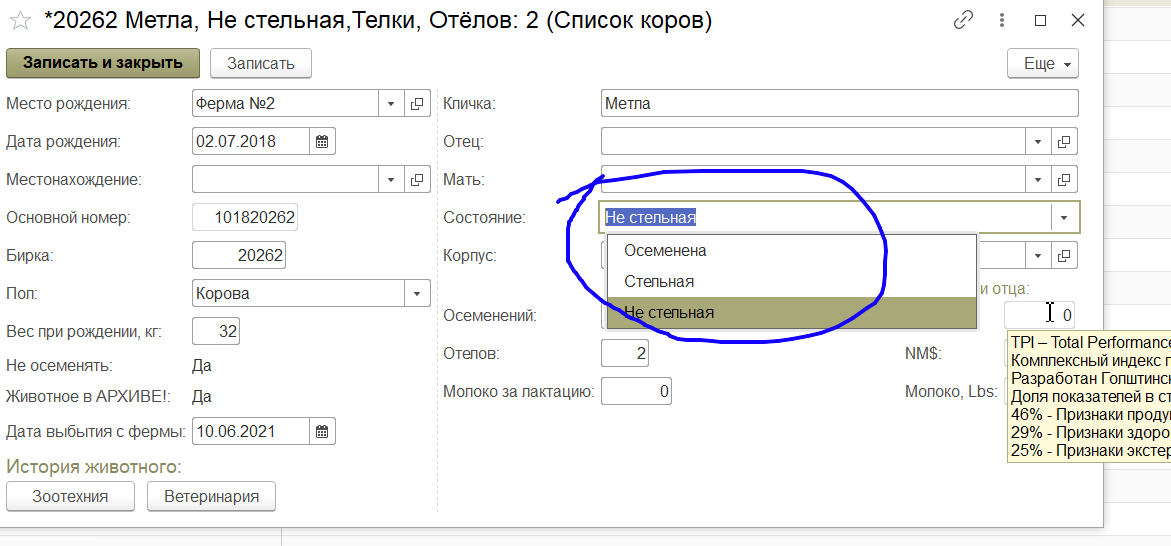 *20262 Метла, Не стельная,Телки, Отёлов: 2 (Список коров)
Записать и закрыть
Записать
Еще
Место рождения:
Ферма №2
Кличка:
Метла
Дата рождения:
02.07.2018
Отец:
Местонахождение:
Мать:
Основной номер:
101820262
Состояние:
Не стельная
Осеменена
Стельная
Не стельная
Бирка:
20262
Корпус:
и отца:
Пол:
Корова
Осеменений:
0
Вес при рождении, кг:
32
Отелов:
2
NM$:
Не осеменять:
Да
Животное в АРХИВЕ!:
Да
Молоко за лактацию:
0
Молоко, Lbs:
Дата выбытия с фермы:
10.06.2021
TPI – Total Performance
Комплексный индекс п
Разработан Голштинск
Доля показателей в ст
46% - Признаки проду
29% - Признаки здоро
25% - Признаки экстер
История животного:
Зоотехния
Ветеринария